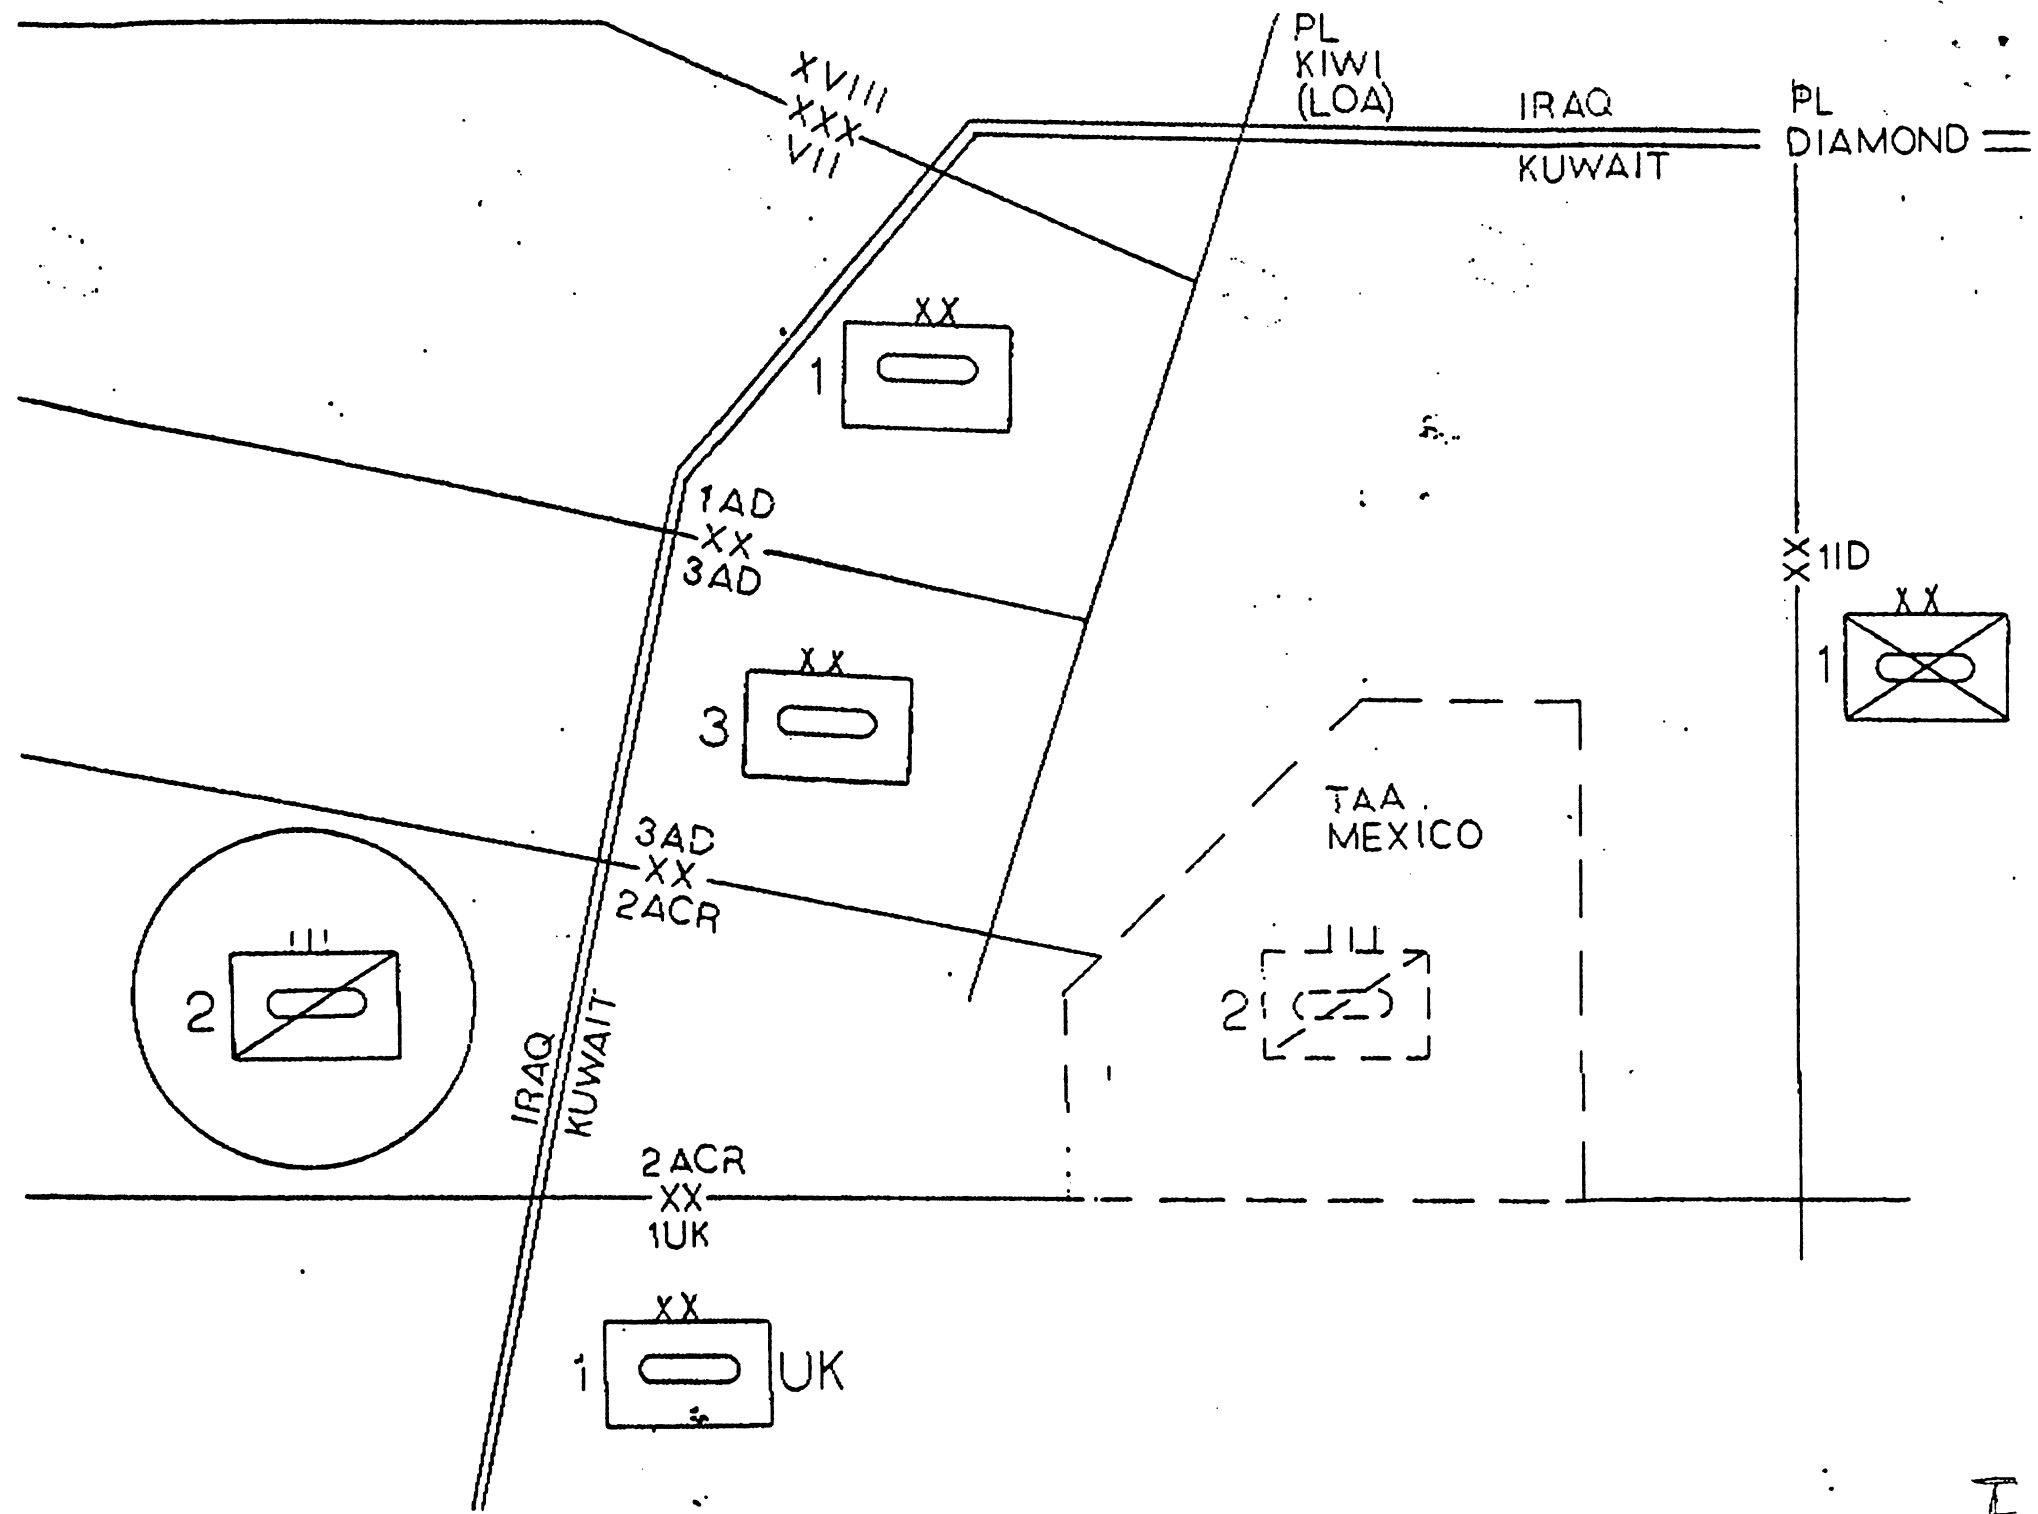 XVIII
XXX
VII
PL
KIWI
(LOA)
IRAQ
KUWAIT
PL
DIAMOND
XX
1
1AD
XX
3AD
XX
11D
XX
1
XX
3
TAA
MEXICO
3AD
XX
2ACR
III
2
III
2
IRAQ
KUWAIT
2ACR
XX
1UK
XX
1
UK